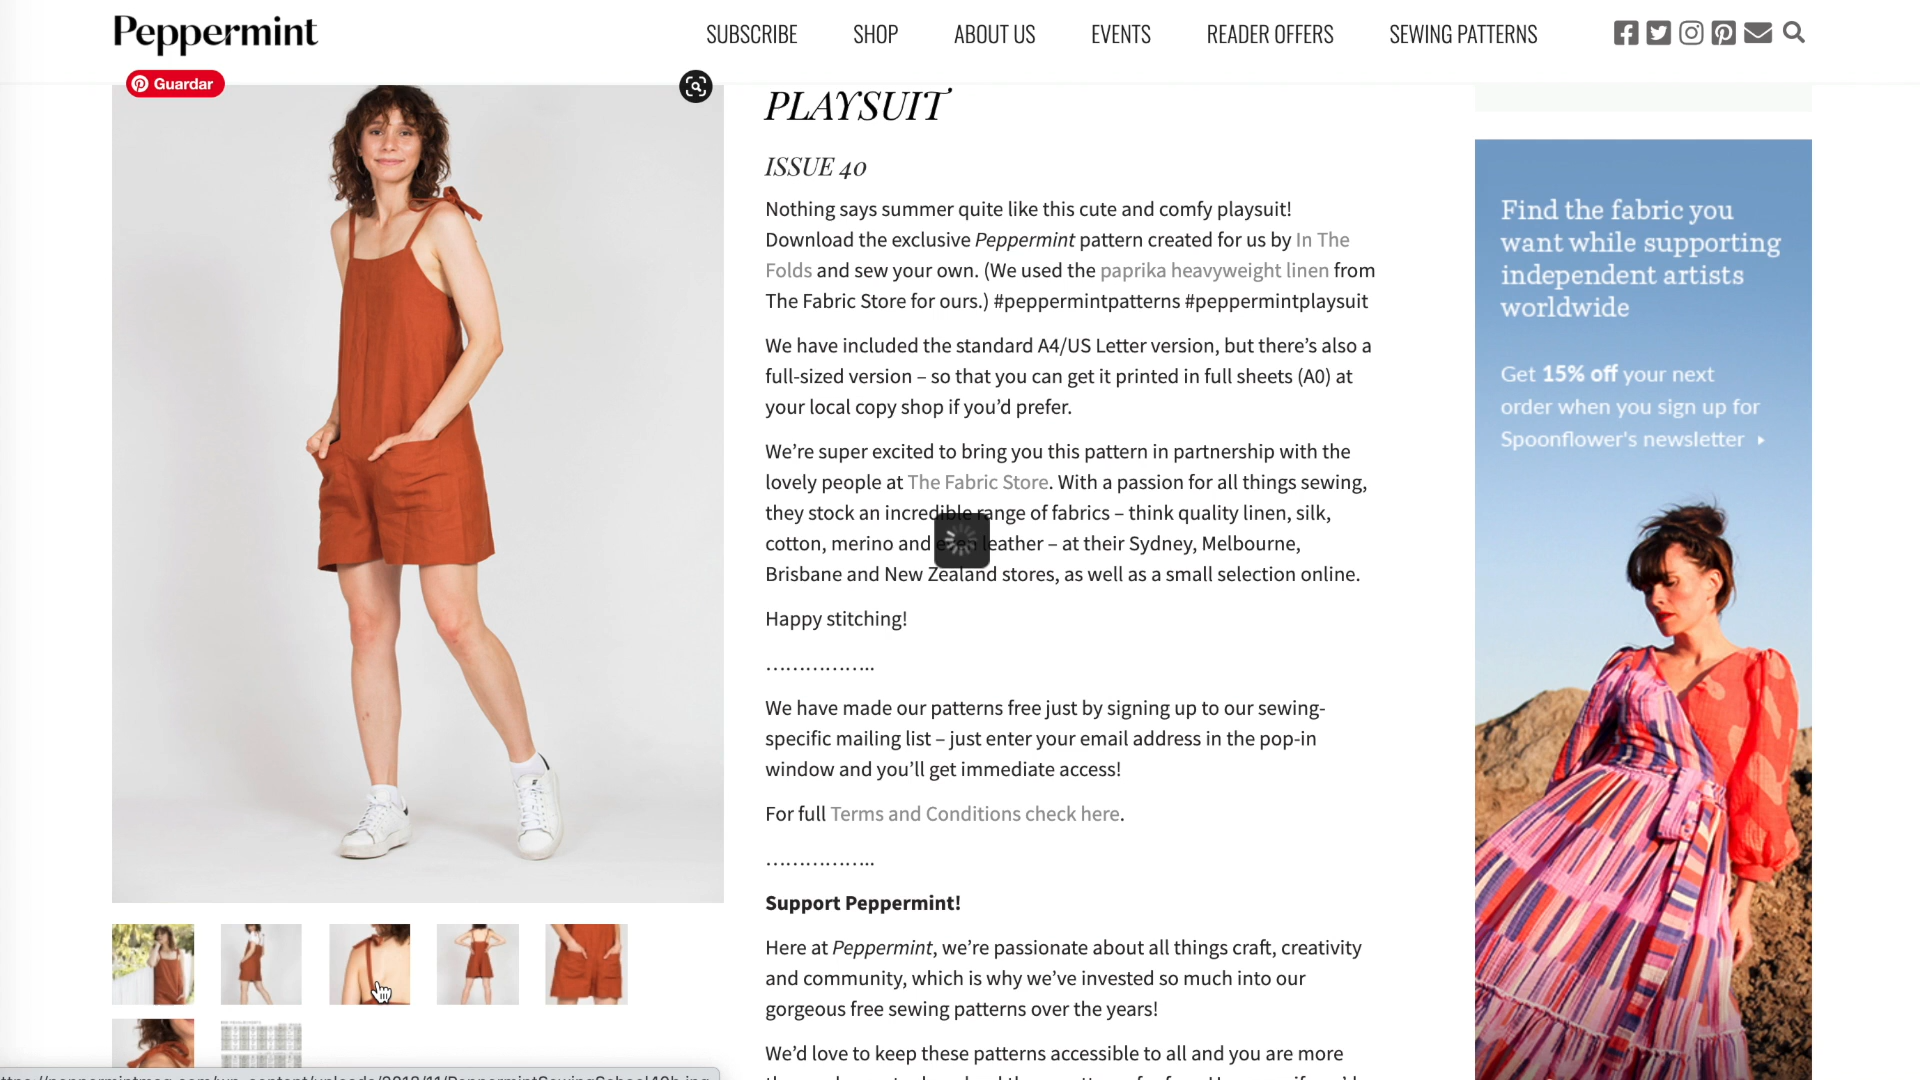 Peppermint
SUBSCRIBE SHOP ABOUT US EVENTS READER OFFERS SEWING PATTERNS
Guardar
PLAYSUIT
ISSUE 40
Nothing says summer quite like this cute and comfy playsuit!
Download the exclusive Peppermint pattern created for us by In The
Folds and sew your own. (We used the paprika heavyweight linen from
The Fabric Store for ours.) #peppermintpatterns #peppermintplaysuit
We have included the standard A4/US Letter version, but there's also a
full-sized version – so that you can get it printed in full sheets (A0) at
your local copy shop if you'd prefer.
We're super excited to bring you this pattern in partnership with the
lovely people at The Fabric Store. With a passion for all things sewing,
they stock an incredible range of fabrics – think quality linen, silk,
cotton, merino and even leather – at their Sydney, Melbourne,
Brisbane and New Zealand stores, as well as a small selection online.
Happy stitching!
……………..
We have made our patterns free just by signing up to our sewing-
specific mailing list – just enter your email address in the pop-in
window and you'll get immediate access!
For full Terms and Conditions check here.
……………..
Support Peppermint!
Here at Peppermint, we're passionate about all things craft, creativity
and community, which is why we've invested so much into our
gorgeous free sewing patterns over the years!
We'd love to keep these patterns accessible to all and you are more
Find the fabric you
want while supporting
independent artists
worldwide
Get 15% off your next
order when you sign up for
Spoonflower's newsletter